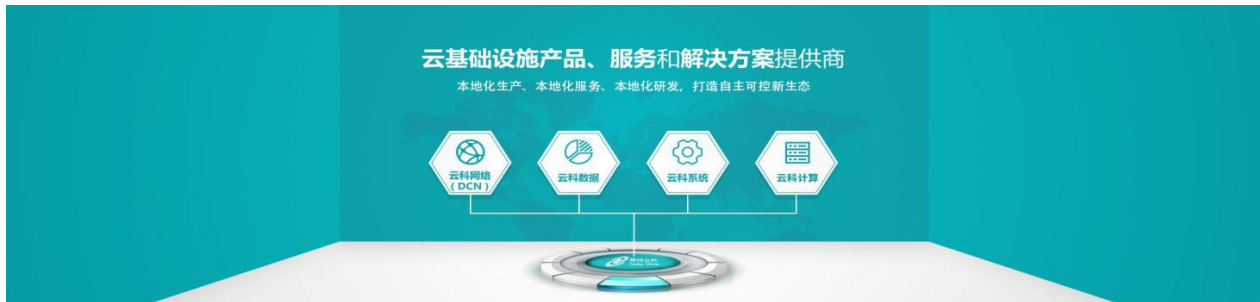 云基础设施产品、服务和解决方案提供商
本地化生产、本地化服务、本地化研发，打造自主可控新生态
云科网络
（DCN）
云科数据
云科系统
云科计算